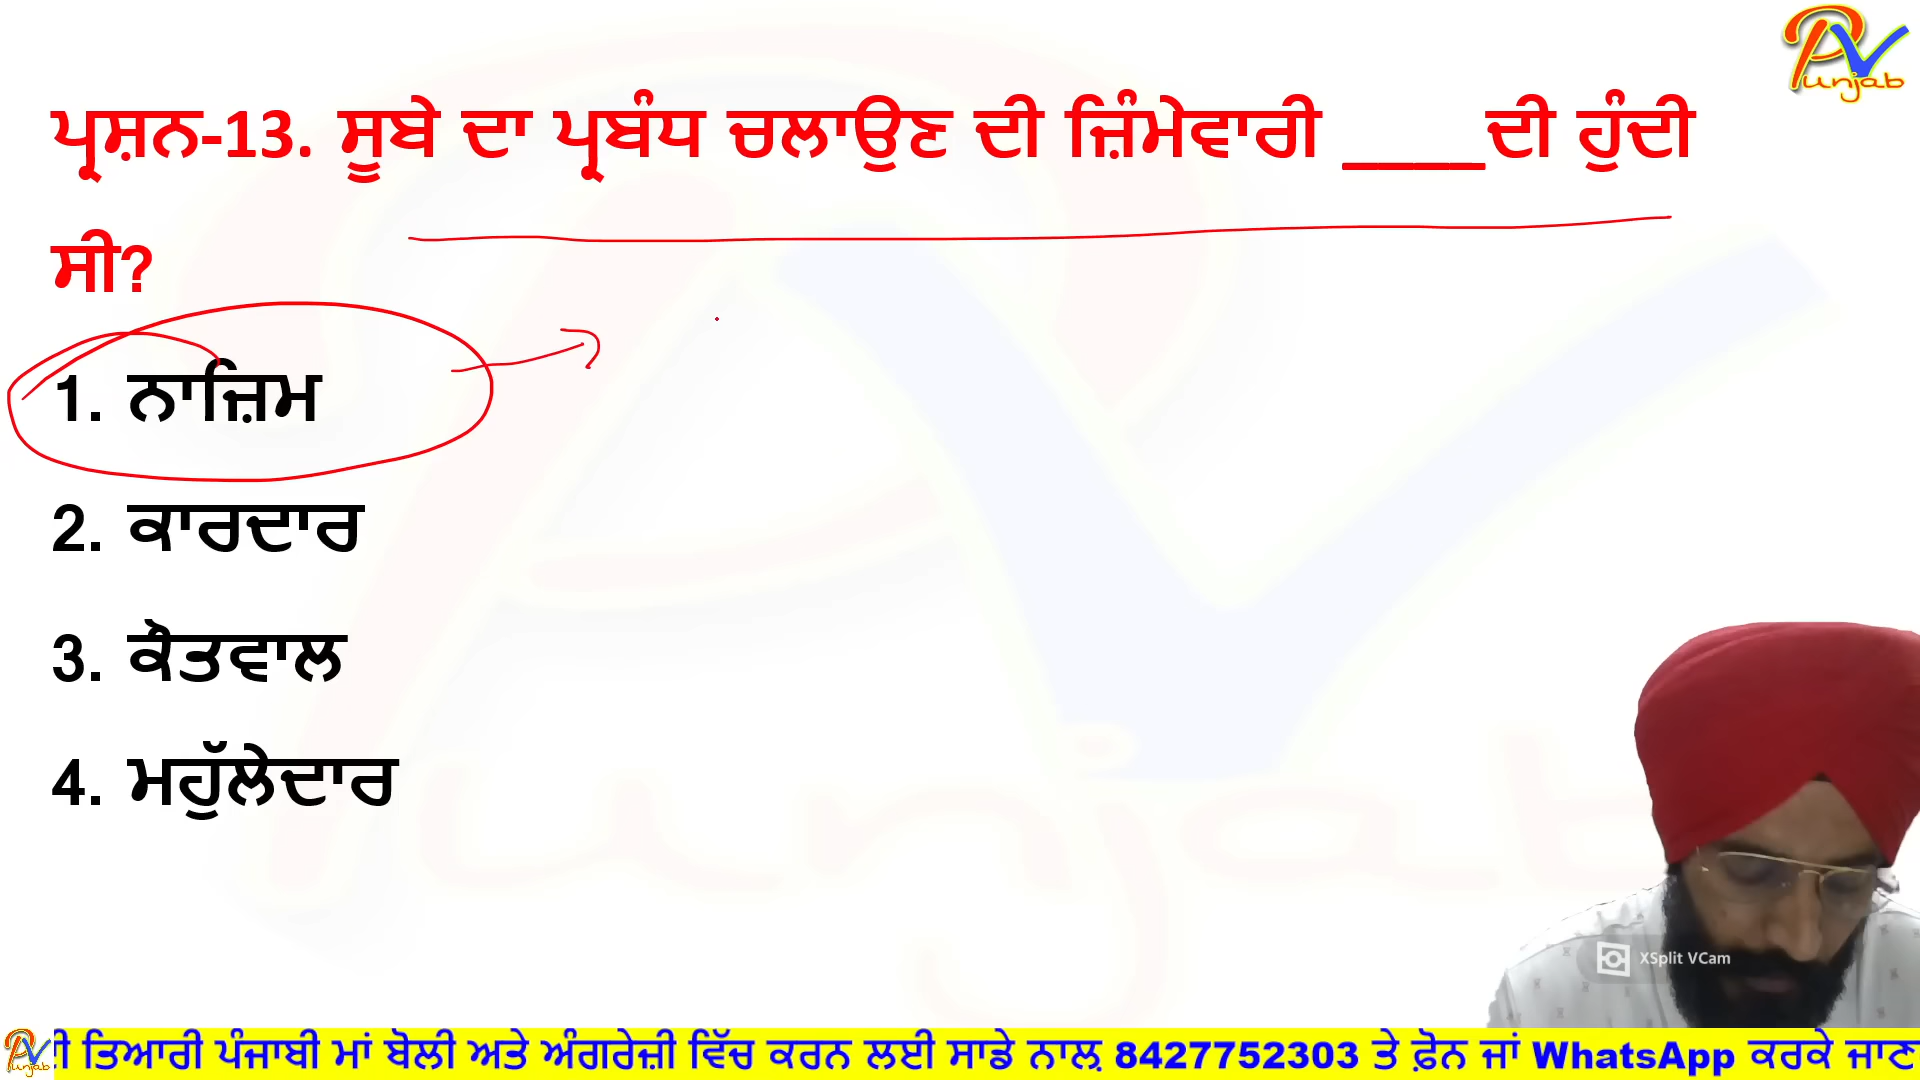 ਪ੍ਰਸ਼ਨ-13. ਸੂਬੇ ਦਾ ਪ੍ਰਬੰਧ ਚਲਾਉਣ ਦੀ ਜ਼ਿੰਮੇਵਾਰੀ ____ਦੀ ਹੁੰਦੀ
ਸੀ?
1. ਨਾਜ਼ਿਮ
2. ਕਾਰਦਾਰ
3. ਕੋਤਵਾਲ
4. ਮਹੁੱਲੇਦਾਰ
XSplit VCam
ਤਿਆਰੀ ਪੰਜਾਬੀ ਮਾਂ ਬੋਲੀ ਅਤੇ ਅੰਗਰੇਜ਼ੀ ਵਿੱਚ ਕਰਨ ਲਈ ਸਾਡੇ ਨਾਲ਼ 8427752303 ਤੇ ਫ਼ੋਨ ਜਾਂ WhatsApp ਕਰਕੇ